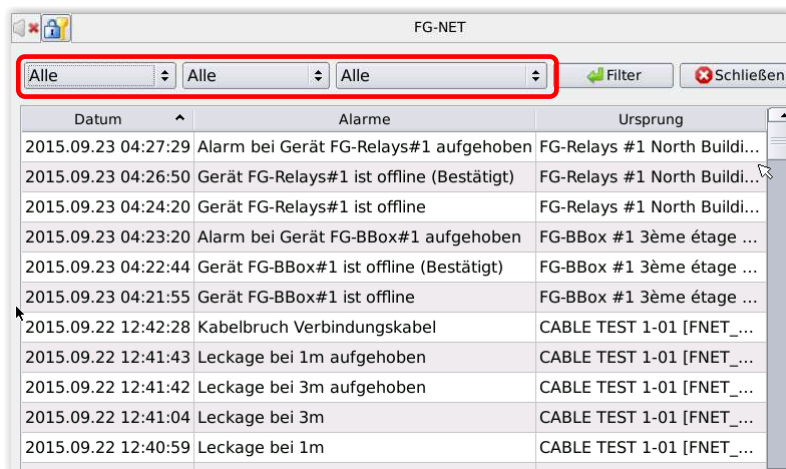 FG-NET
Alle Alle Alle Filter Schließen
Datum Alarme Ursprung
2015.09.23 04:27:29 Alarm bei Gerät FG-Relays#1 aufgehoben FG-Relays #1 North Buildi...
2015.09.23 04:26:50 Gerät FG-Relays#1 ist offline (Bestätigt) FG-Relays #1 North Buildi...
2015.09.23 04:24:20 Gerät FG-Relays#1 ist offline FG-Relays #1 North Buildi...
2015.09.23 04:23:20 Alarm bei Gerät FG-BBox#1 aufgehoben FG-BBox #1 3ème étage ...
2015.09.23 04:22:44 Gerät FG-BBox#1 ist offline (Bestätigt) FG-BBox #1 3ème étage ...
2015.09.23 04:21:55 Gerät FG-BBox#1 ist offline FG-BBox #1 3ème étage ...
2015.09.22 12:42:28 Kabelbruch Verbindungskabel CABLE TEST 1-01 [FNET_...
2015.09.22 12:41:43 Leckage bei 1m aufgehoben CABLE TEST 1-01 [FNET_...
2015.09.22 12:41:42 Leckage bei 3m aufgehoben CABLE TEST 1-01 [FNET_...
2015.09.22 12:41:04 Leckage bei 3m CABLE TEST 1-01 [FNET_...
2015.09.22 12:40:59 Leckage bei 1m CABLE TEST 1-01 [FNET_...